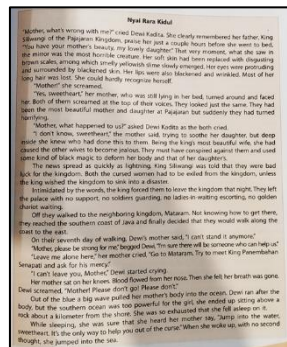 Nyai Rara Kidul
"Mother, what's wrong with me?" cried Dewi Kadita. She clearly remembered her father, King
Siliwangi of the Pajajaran Kingdom, praise her just a couple hours before she went to bed,
"You have your mother's beauty, my lovely daughter." That very moment, what she saw in
the mirror was the most horrible creature. Her soft skin had been replaced with disgusting
brown scales, among which smelly yellowish slime slowly emerged. Her eyes were protruding
and surrounded by blackened skin. Her lips were also blackened and wrinkled. Most of her
long hair was lost. She could hardly recognize herself.
"Mother!" she screamed.
"Yes, sweetheart," her mother, who was still lying in her bed, turned around and faced
her. Both of them screamed at the top of their voices. They looked just the same. They had
been the most beautiful mother and daughter at Pajajaran but suddenly they had turned
horrifying.
"Mother, what happened to us?" asked Dewi Kadita as the both cried.
"I don't know, sweetheart," the mother said, trying to soothe her daughter, but deep
inside she knew who had done this to them. Being the king's most beautiful wife, she had
caused the other wives to become jealous. They must have conspired against them and used
some kind of black magic to deform her body and that of her daughter's.
The news spread as quickly as lightning. King Siliwangi was told that they were bad
luck for the kingdom. Both the cursed women had to be exiled from the kingdom, unless
the king wished the kingdom to sink into a disaster.
Intimidated by the words, the king forced them to leave the kingdom that night. They left
the palace with no support, no soldiers guarding, no ladies-in-waiting escorting, no golden
chariot waiting.
Off they walked to the neighboring kingdom, Mataram. Not knowing how to get there,
they reached the southern coast of Java and finally decided that they would walk along the
coast to the east.
On their seventh day of walking, Dewi's mother said, "I can't stand it anymore,"
"Mother, please be strong for me," begged Dewi, "I'm sure there will be someone who can help us."
"Leave me alone here," her mother cried, "Go to Mataram. Try to meet King Panembahan
Senapati and ask for his mercy."
"I can't leave you, Mother," Dewi started crying.
Her mother sat on her knees. Blood flowed from her nose. Then she fell; her breath was gone.
Dewi screamed, "Mother! Please don't go! Please don't."
Out of the blue a big wave pulled her mother's body into the ocean. Dewi ran after the
body, but the southern ocean was too powerful for the girl, she ended up sitting above a
rock about a kilometer from the shore. She was so exhausted that she fell asleep on it.
While sleeping, she was sure that she heard her mother say, "Jump into the water,
sweetheart. It's the only way to help you out of the curse." When she woke up, with no second
thought, she jumped into the sea.